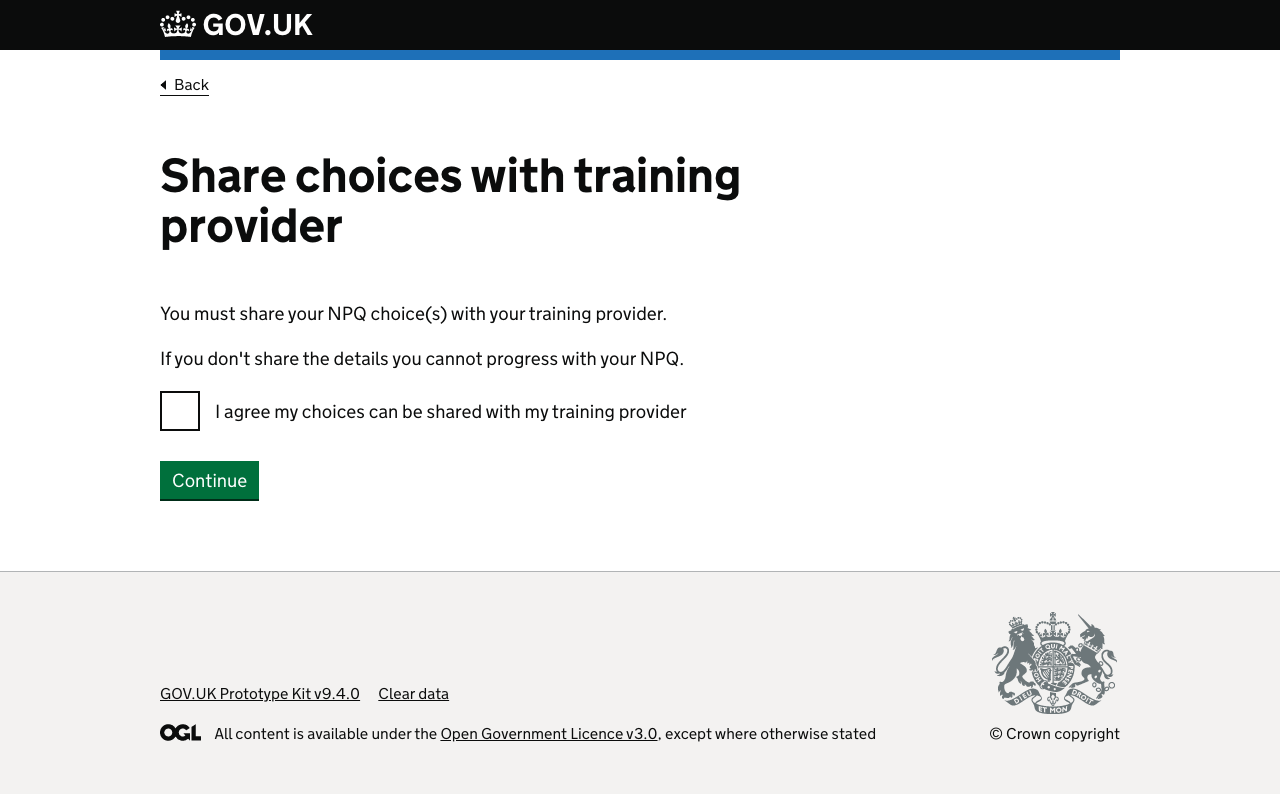 GOV.UK
Back
Share choices with training
provider
You must share your NPQ choice(s) with your training provider.
If you don't share the details you cannot progress with your NPQ.
I agree my choices can be shared with my training provider
Continue
GOV.UK Prototype Kit v9.4.0 Clear data
OGL All content is available under the Open Government Licence v3.0, except where otherwise stated
DIEU ET MON DROIT
© Crown copyright